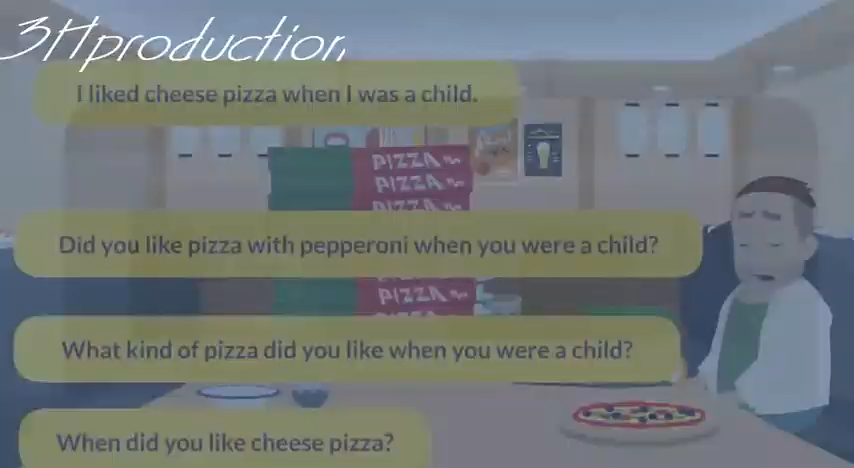 3Hproduction
I liked cheese pizza when I was a child.
PIZZA
PIZZA
PIZZA
Did you like pizza with pepperoni when you were a child?
PIZZA
What kind of pizza did you like when you were a child?
When did you like cheese pizza?